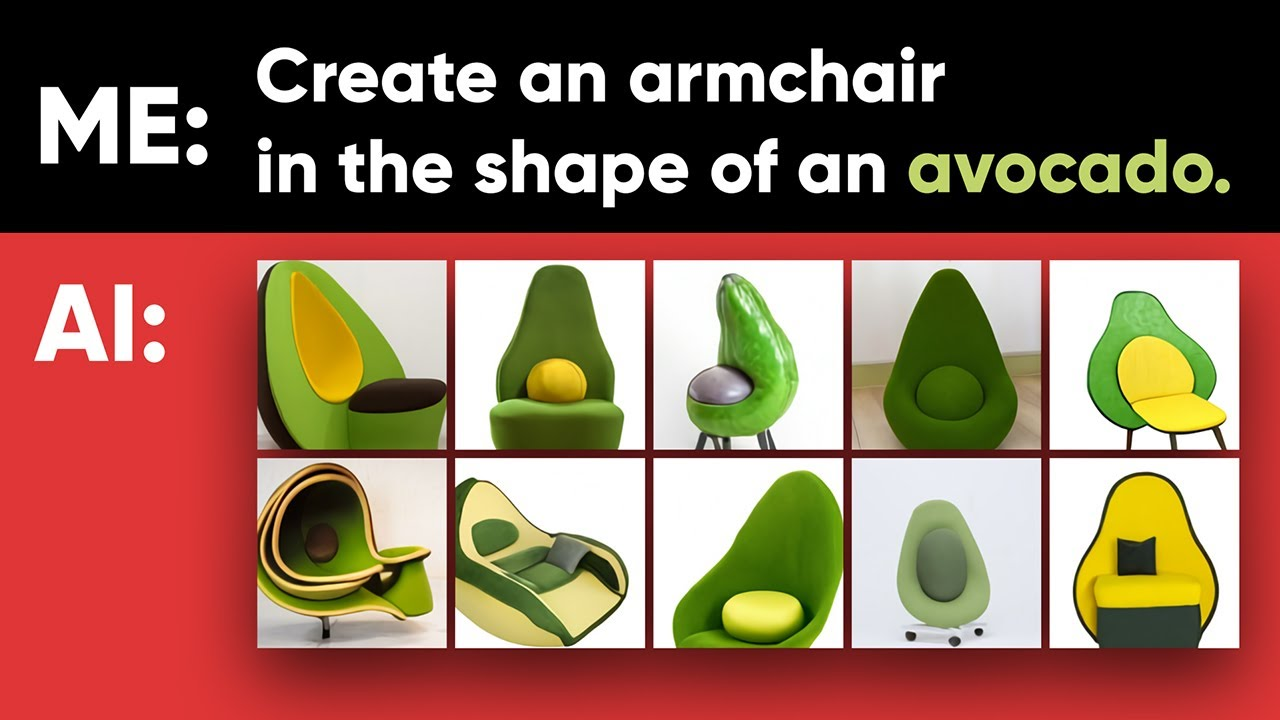 ME:
Create an armchair
in the shape of an avocado.
AI: